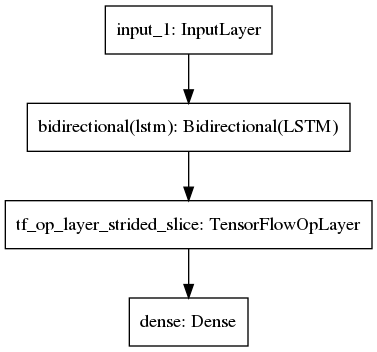 input_1: InputLayer
bidirectional(lstm): Bidirectional(LSTM)
tf_op_layer_strided_slice: TensorFlowOpLayer
dense: Dense